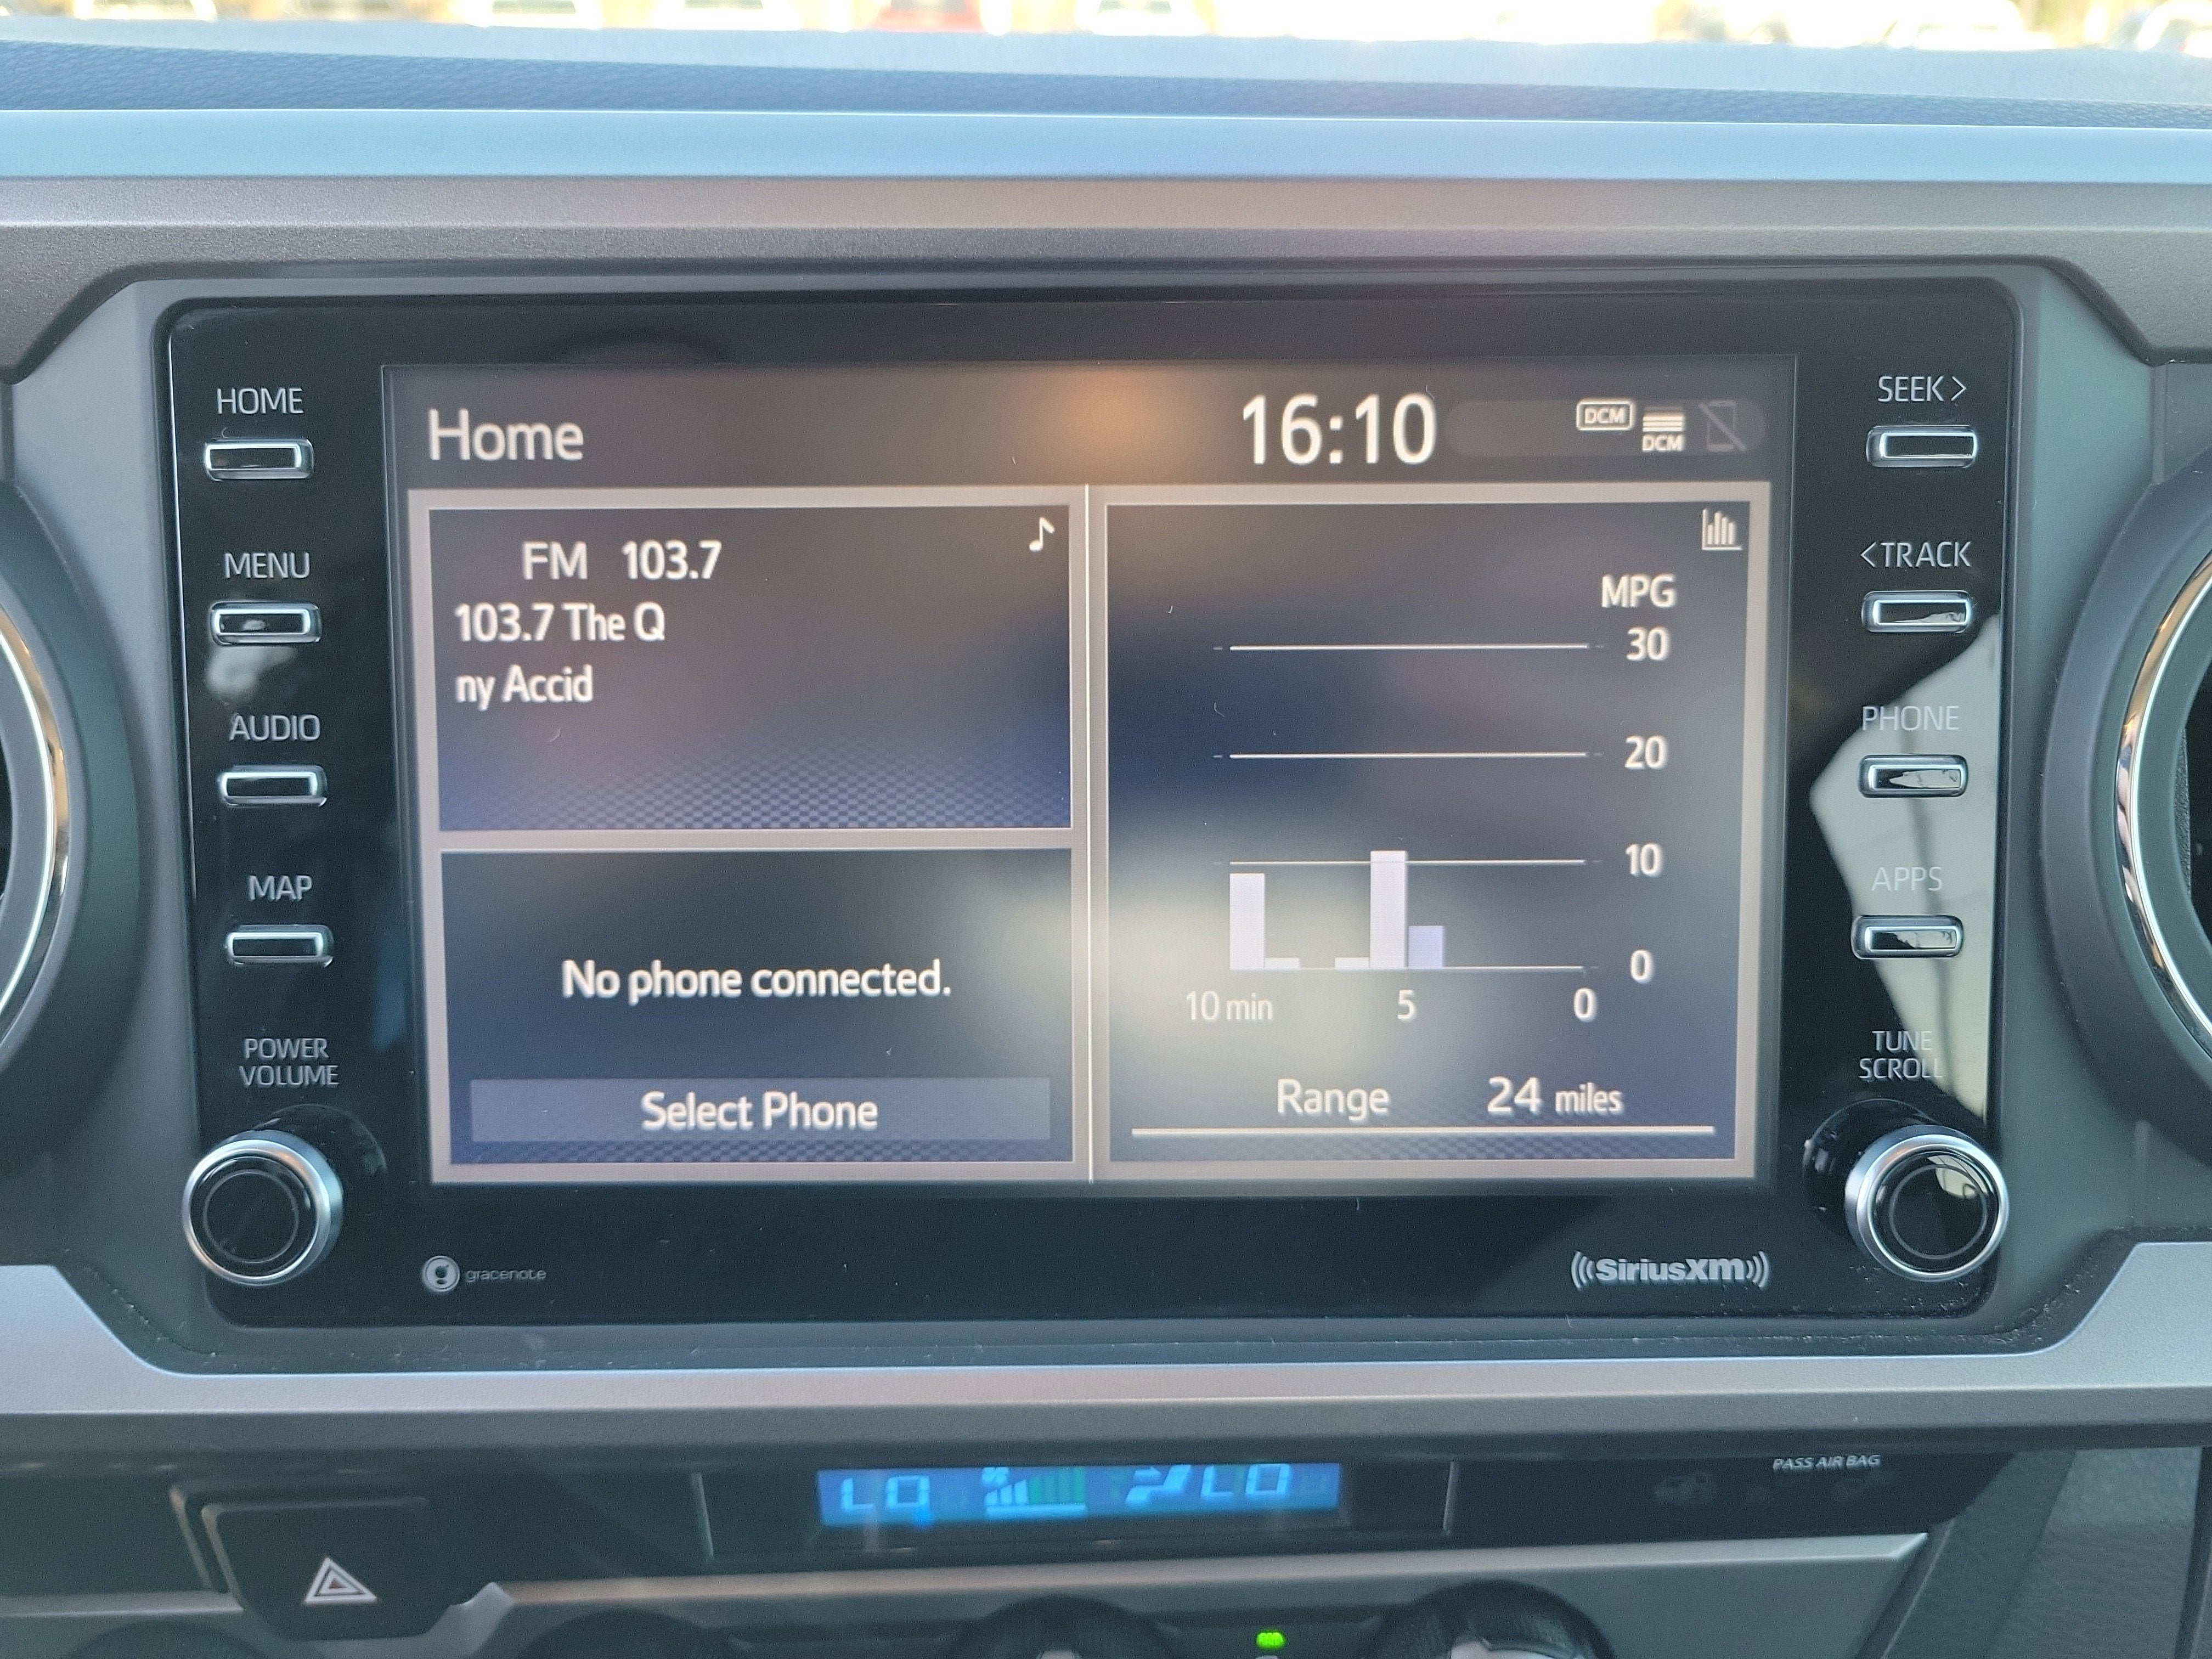 HOME
MENU
AUDIO
MAP
POWER
VOLUME
Home
16:10
DCM
DCM
FM 103.7
103.7 The Q
ny Accid
No phone connected.
Select Phone
MPG
30
20
10
0
10 min 5 0
Range 24 miles
SEEK >
< TRACK
PHONE
APPS
TUNE
SCROLL
gracenote
((SiriusXM))
LO LO
PASS AIR BAG